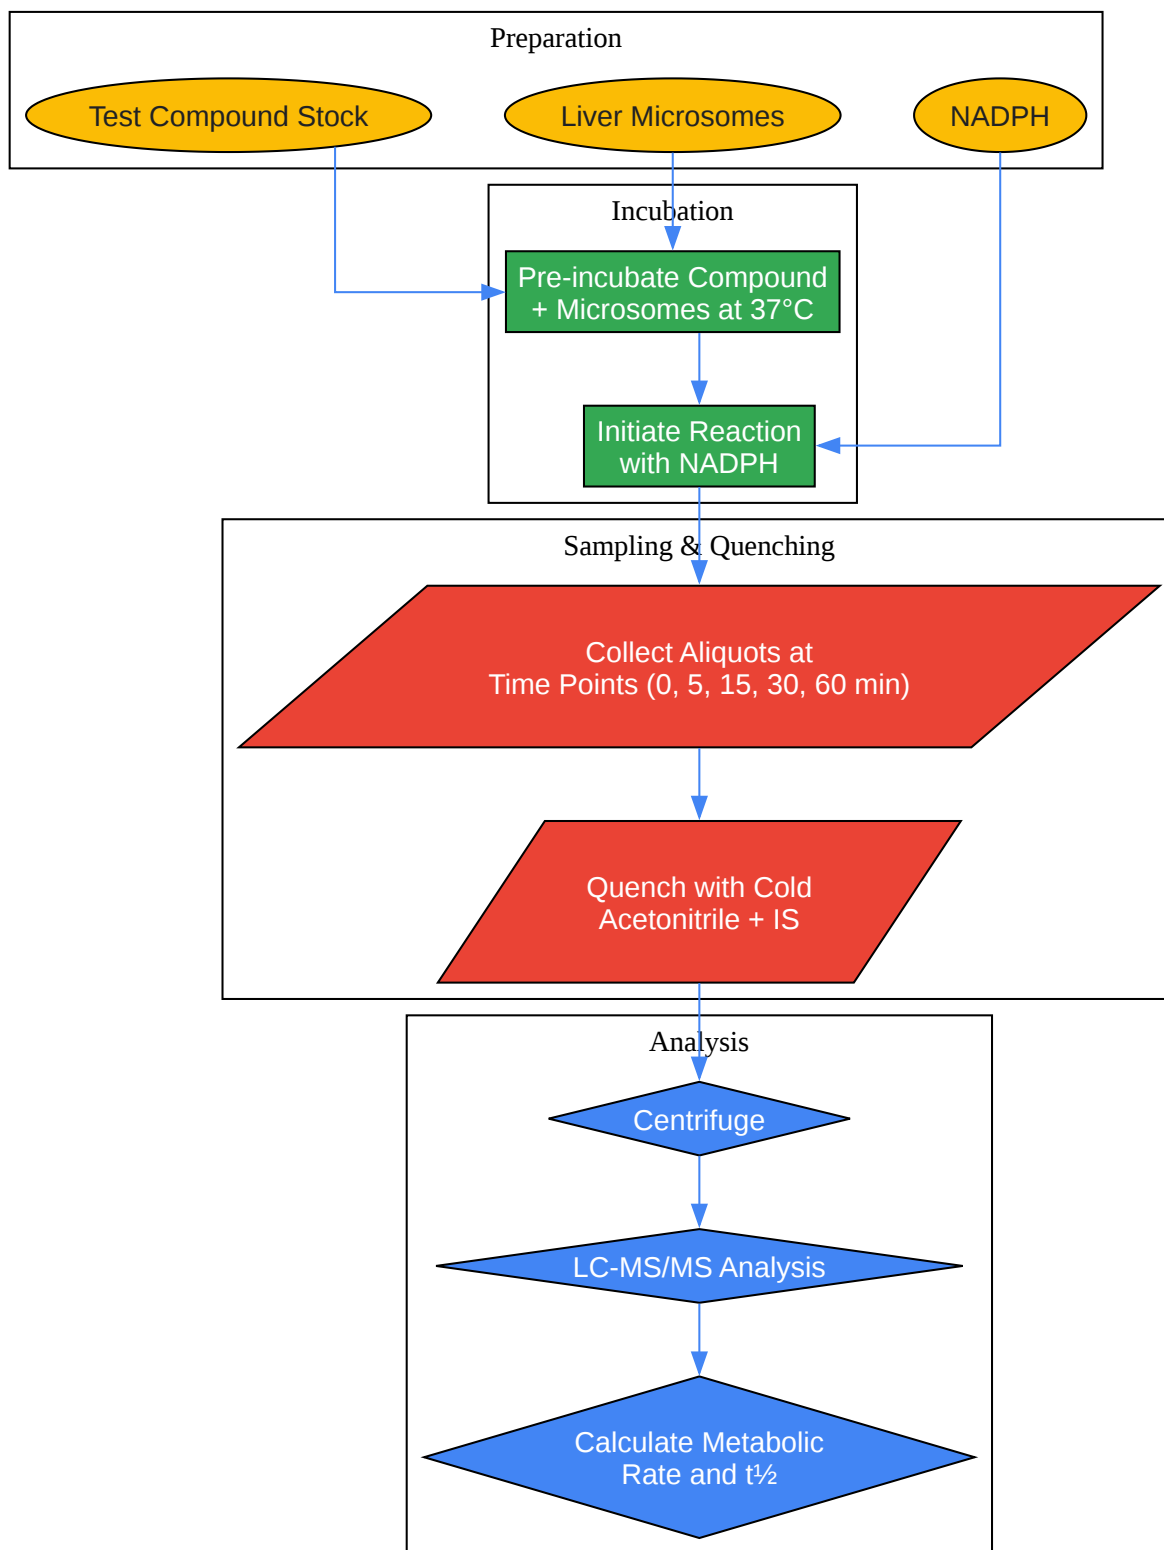 Preparation
Test Compound Stock
Liver Microsomes
NADPH
Incubation
Pre-incubate Compound
+ Microsomes at 37°C
Initiate Reaction
with NADPH
Sampling & Quenching
Collect Aliquots at
Time Points (0, 5, 15, 30, 60 min)
Quench with Cold
Acetonitrile + IS
Analysis
Centrifuge
LC-MS/MS Analysis
Calculate Metabolic
Rate and t½